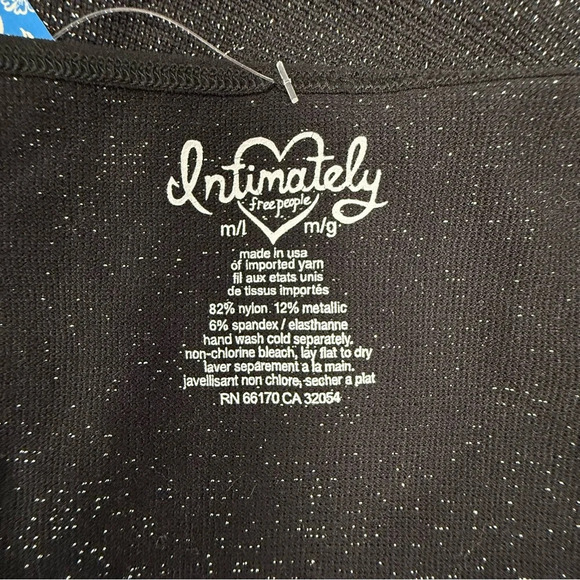 Intimately
free people
m/l m/g
made in usa
of imported yarn
fil aux etats unis
de tissus importés
82% nylon. 12% metallic
6% spandex / elasthanne
hand wash cold separately.
non-chlorine bleach, lay flat to dry
laver separément a la main.
javellisant non chlore, secher a plat
RN 66170 CA 32054